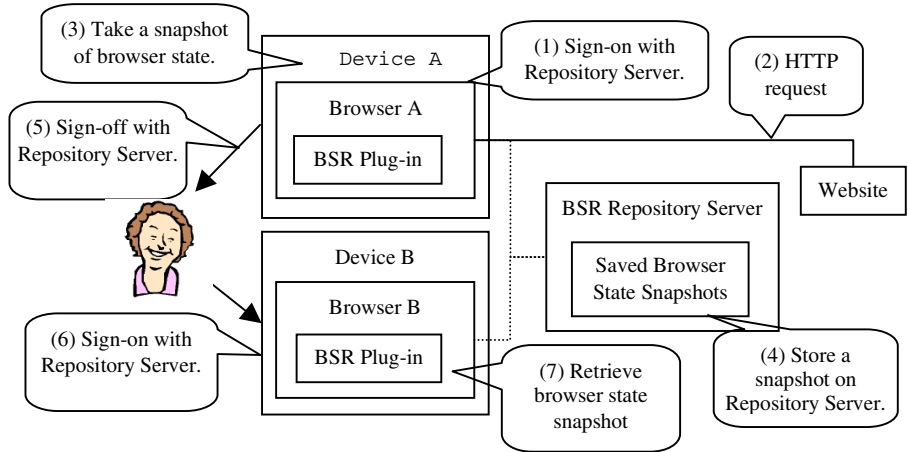 (3) Take a snapshot
of browser state.
Device A
(1) Sign-on with
Repository Server.
(2) HTTP
request
Browser A
BSR Plug-in
(5) Sign-off with
Repository Server.
Website
BSR Repository Server
Saved Browser
State Snapshots
Device B
Browser B
BSR Plug-in
(6) Sign-on with
Repository Server.
(7) Retrieve
browser state
snapshot
(4) Store a
snapshot on
Repository Server.